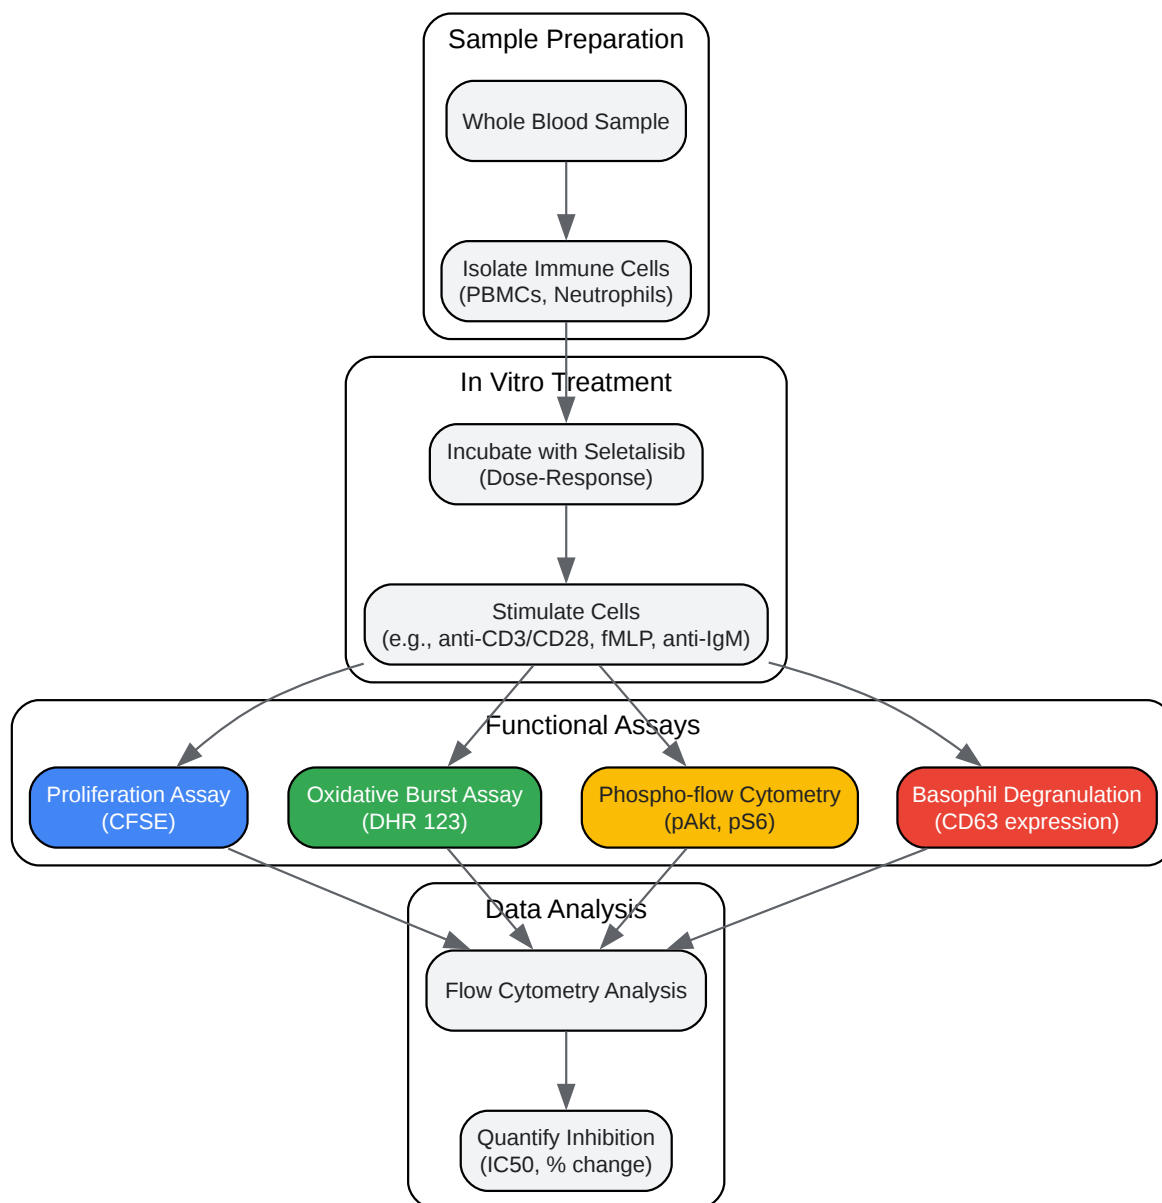 Sample Preparation
Whole Blood Sample
Isolate Immune Cells
(PBMCs, Neutrophils)
In Vitro Treatment
Incubate with Seletalisib
(Dose-Response)
Stimulate Cells
(e.g., anti-CD3/CD28, fMLP, anti-IgM)
Functional Assays
Proliferation Assay
(CFSE)
Oxidative Burst Assay
(DHR 123)
Phospho-flow Cytometry
(pAkt, pS6)
Basophil Degranulation
(CD63 expression)
Data Analysis
Flow Cytometry Analysis
Quantify Inhibition
(IC50, % change)